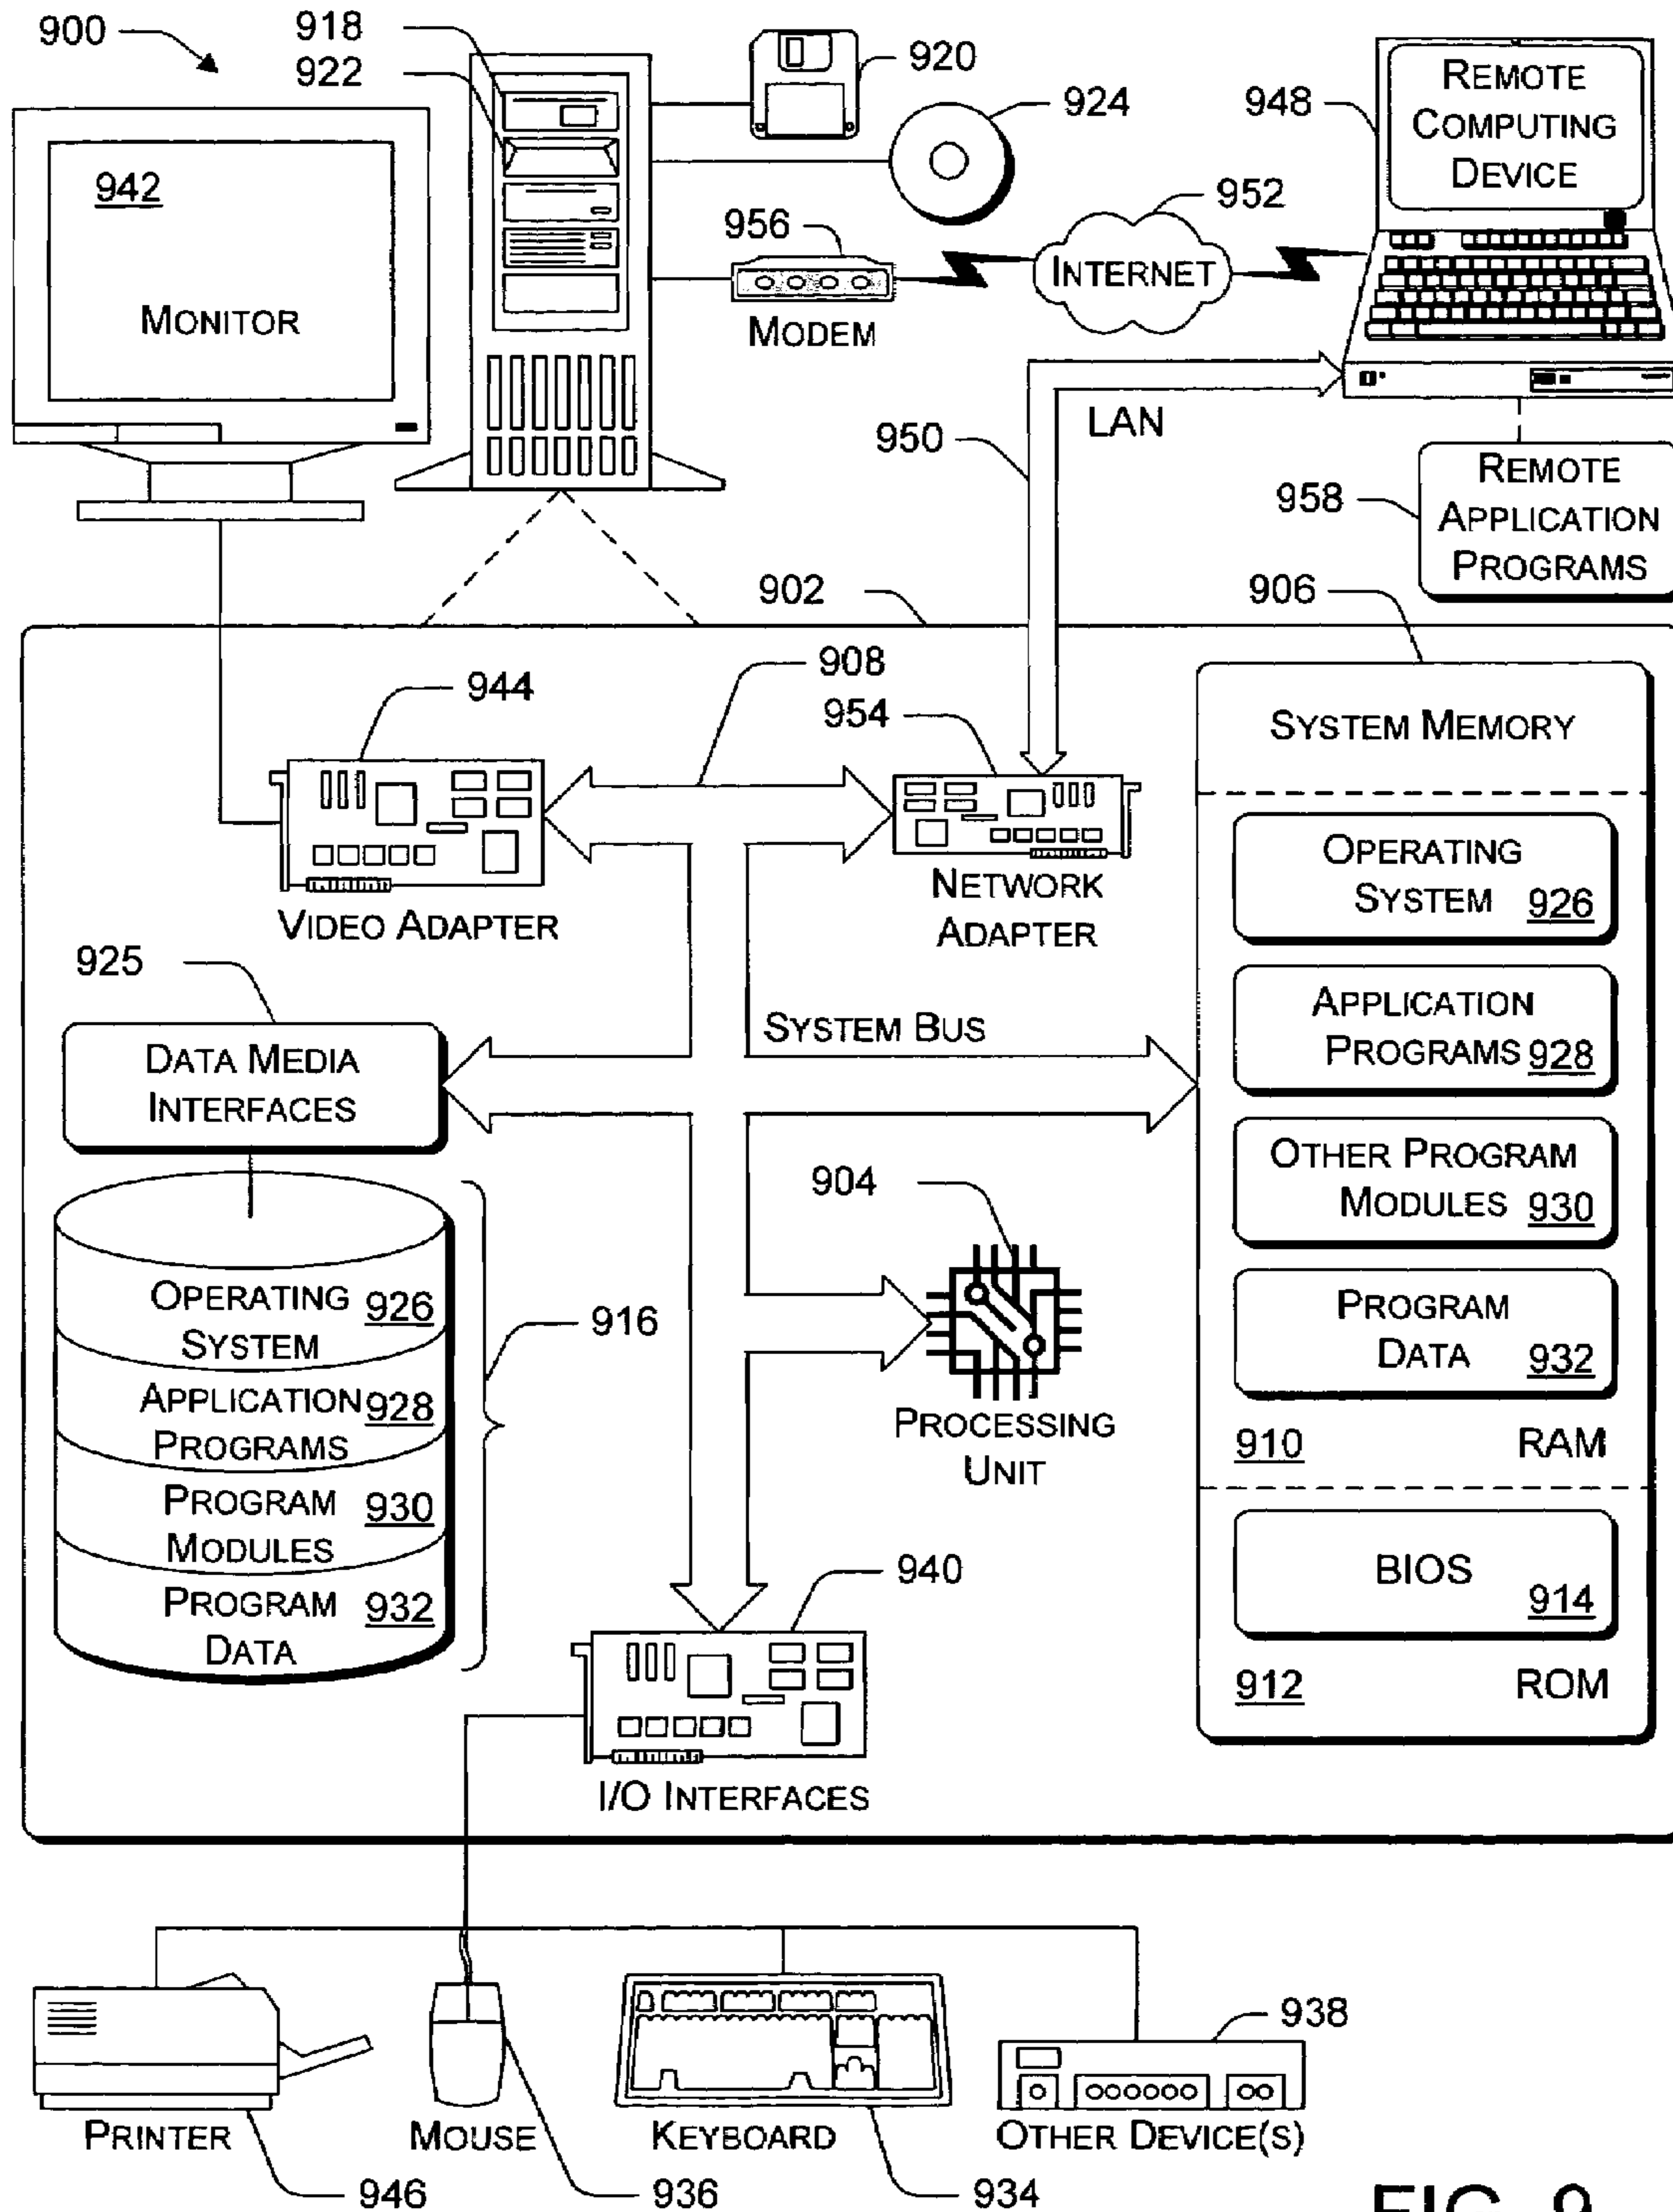 900
918
922
920
924
942
MONITOR
956
MODEM
952
INTERNET
948
REMOTE
COMPUTING
DEVICE
950
LAN
958
REMOTE
APPLICATION
PROGRAMS
902
906
908
944
VIDEO ADAPTER
954
NETWORK
ADAPTER
925
DATA MEDIA
INTERFACES
SYSTEM BUS
SYSTEM MEMORY
OPERATING
SYSTEM 926
APPLICATION
PROGRAMS 928
OTHER PROGRAM
MODULES 930
PROGRAM
DATA 932
910 RAM
BIOS
914
912 ROM
OPERATING 926
SYSTEM
APPLICATION 928
PROGRAMS
PROGRAM 930
MODULES
PROGRAM 932
DATA
916
904
PROCESSING
UNIT
940
I/O INTERFACES
PRINTER
946
MOUSE
936
KEYBOARD
934
938
OTHER DEVICE(S)
FIG. 9